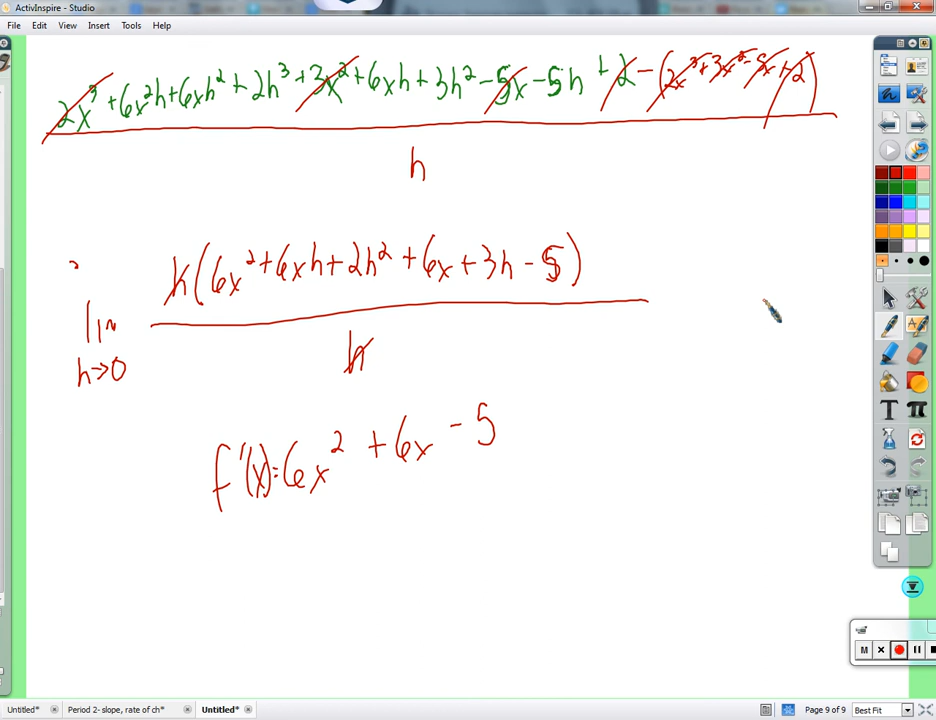 ActivInspire - Studio
File Edit View Insert Tools
2x³ + 6x²h + 6xh² + 2h³ + 3x² + 6xh + 3h² - 5x - 5h + 2 - (2x³ + 3x² - 5x + 2)
h
h(6x² + 6xh + 2h² + 6x + 3h - 5)
lim
h→0
h
f'(x) = 6x² + 6x - 5
M
Untitled* Period 2- slope, rate of ch* Untitled* Page 9 of 9 Best Fit